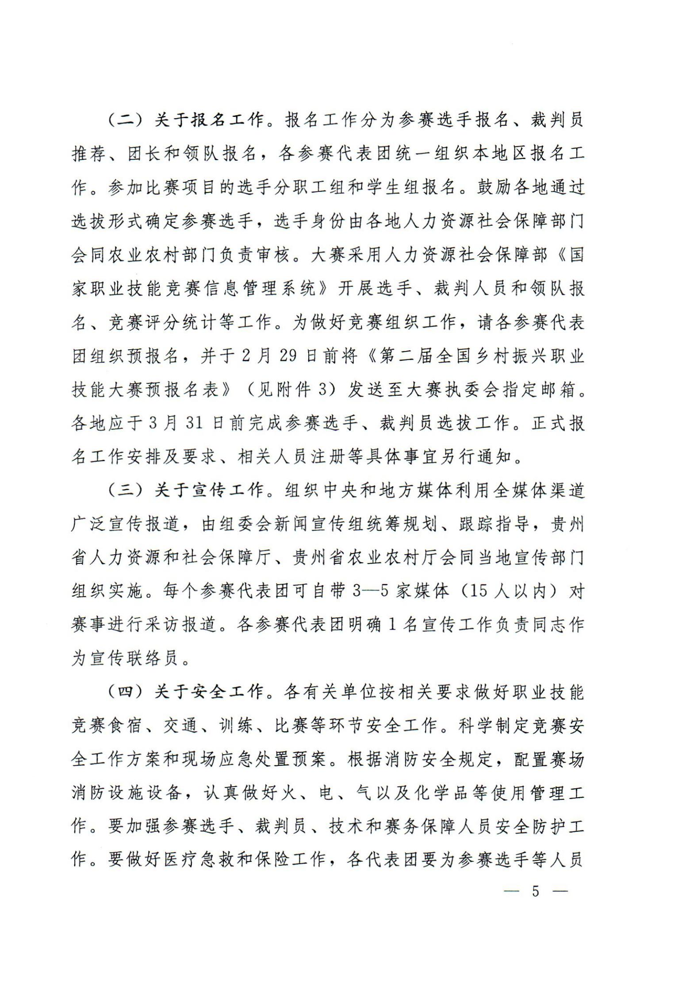 （二）关于报名工作。报名工作分为参赛选手报名、裁判员
推荐、团长和领队报名，各参赛代表团统一组织本地区报名工
作。参加比赛项目的选手分职工组和学生组报名。鼓励各地通过
选拔形式确定参赛选手，选手身份由各地人力资源社会保障部门
会同农业农村部门负责审核。大赛采用人力资源社会保障部《国
家职业技能竞赛信息管理系统》开展选手、裁判人员和领队报
名、竞赛评分统计等工作。为做好竞赛组织工作，请各参赛代表
团组织预报名，并于2月29日前将《第二届全国乡村振兴职业
技能大赛预报名表》（见附件3）发送至大赛执委会指定邮箱。
各地应于3月31日前完成参赛选手、裁判员选拔工作。正式报
名工作安排及要求、相关人员注册等具体事宜另行通知。
（三）关于宣传工作。组织中央和地方媒体利用全媒体渠道
广泛宣传报道，由组委会新闻宣传组统筹规划、跟踪指导，贵州
省人力资源和社会保障厅、贵州省农业农村厅会同当地宣传部门
组织实施。每个参赛代表团可自带3—5家媒体（15人以内）对
赛事进行采访报道。各参赛代表团明确1名宣传工作负责同志作
为宣传联络员。
（四）关于安全工作。各有关单位按相关要求做好职业技能
竞赛食宿、交通、训练、比赛等环节安全工作。科学制定竞赛安
全工作方案和现场应急处置预案。根据消防安全规定，配置赛场
消防设施设备，认真做好火、电、气以及化学品等使用管理工
作。要加强参赛选手、裁判员、技术和赛务保障人员安全防护工
作。要做好医疗急救和保险工作，各代表团要为参赛选手等人员
— 5 —